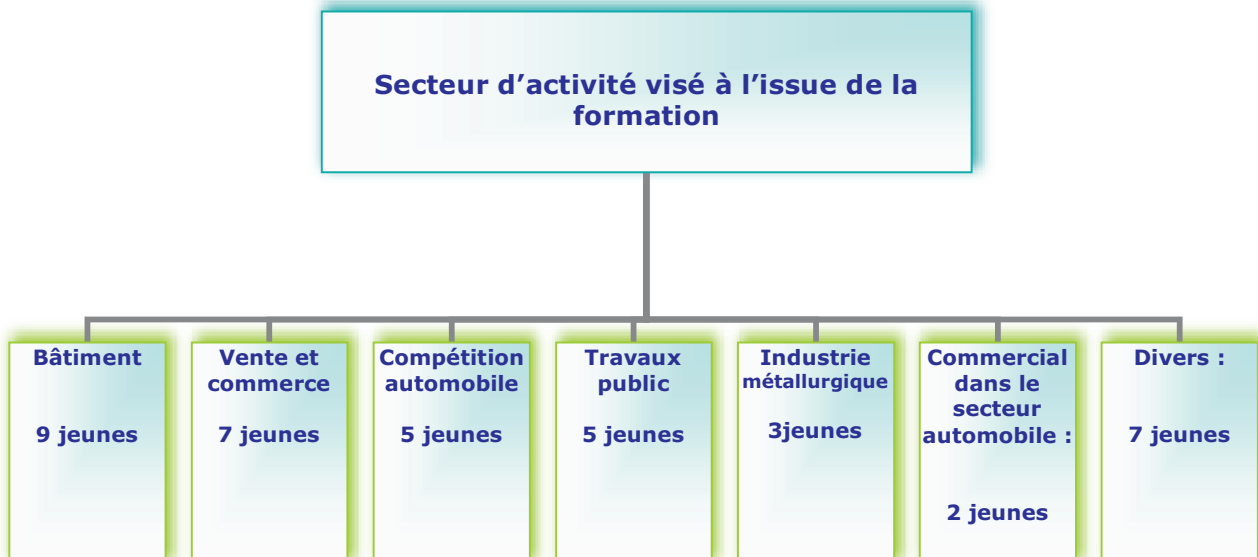 Secteur d’activité visé à l’issue de la
formation
Bâtiment
9 jeunes
Vente et
commerce
7 jeunes
Compétition
automobile
5 jeunes
Travaux
public
5 jeunes
Industrie
métallurgique
3jeunes
Commercial
dans le
secteur
automobile :
2 jeunes
Divers :
7 jeunes